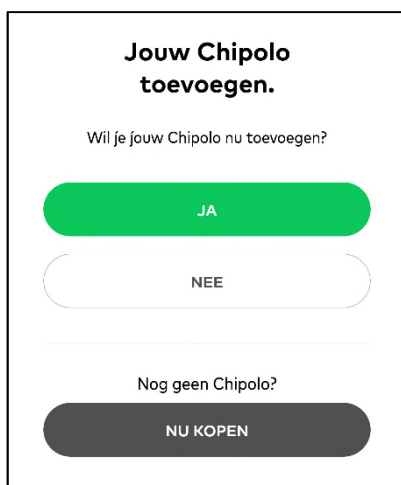 Jouw Chipolo
toevoegen.
Wil je jouw Chipolo nu toevoegen?
JA
NEE
Nog geen Chipolo?
NU KOPEN